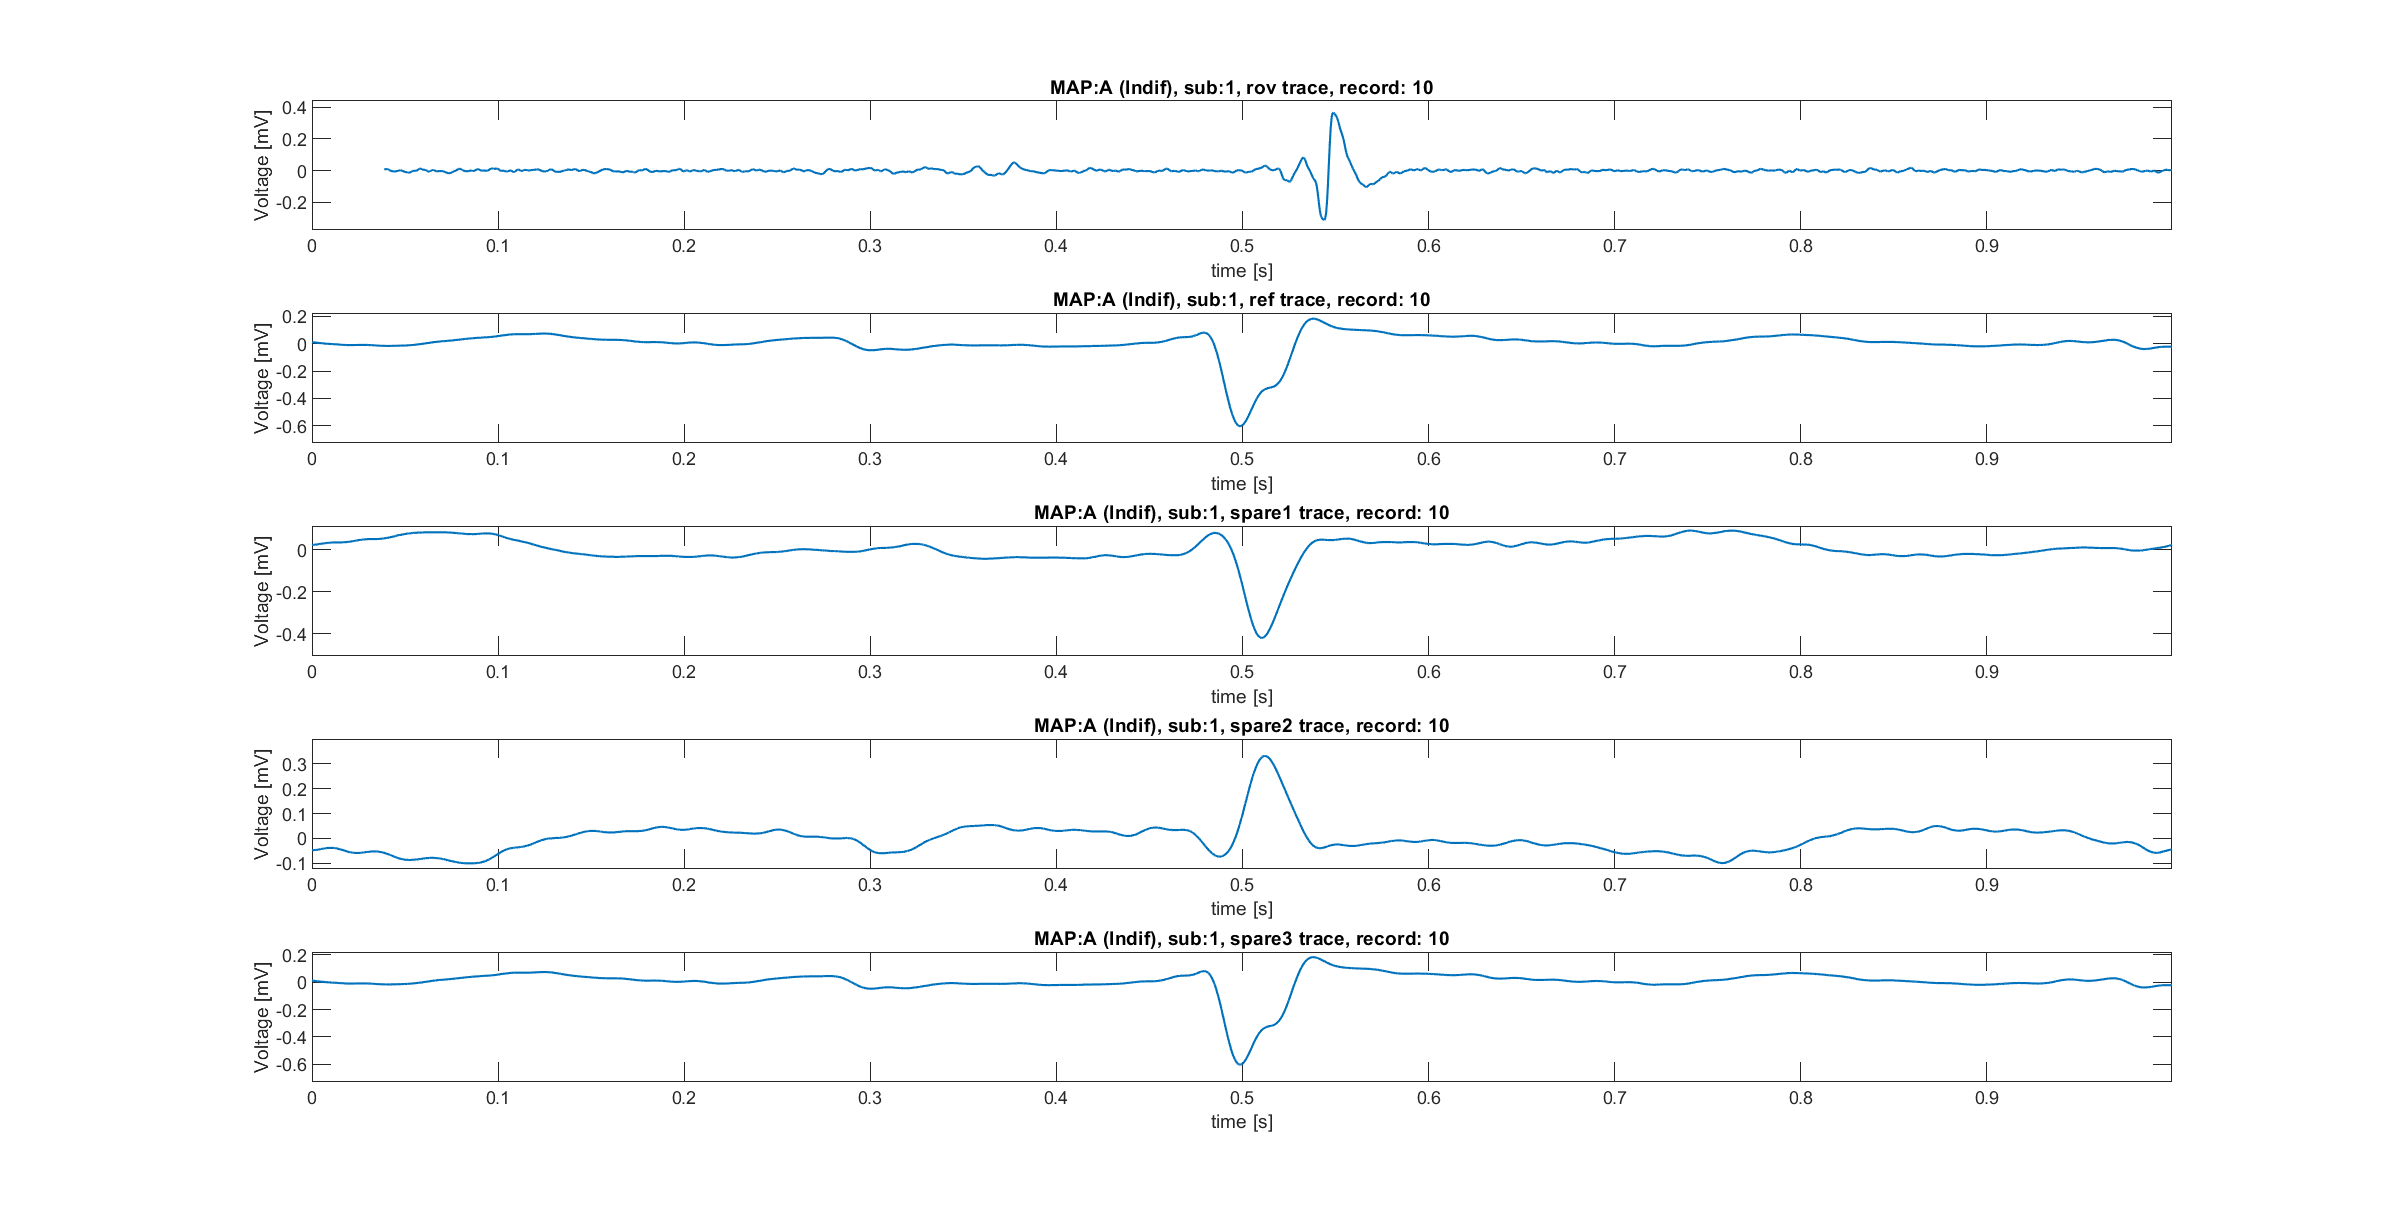 MAP:A (Indif), sub:1, rov trace, record: 10
Voltage [mV]
0.4
0.2
0
-0.2
0 0.1 0.2 0.3 0.4 0.5 0.6 0.7 0.8 0.9
time [s]
MAP:A (Indif), sub:1, ref trace, record: 10
Voltage [mV]
0.2
0
-0.2
-0.4
-0.6
0 0.1 0.2 0.3 0.4 0.5 0.6 0.7 0.8 0.9
time [s]
MAP:A (Indif), sub:1, spare1 trace, record: 10
Voltage [mV]
0
-0.2
-0.4
0 0.1 0.2 0.3 0.4 0.5 0.6 0.7 0.8 0.9
time [s]
MAP:A (Indif), sub:1, spare2 trace, record: 10
Voltage [mV]
0.3
0.2
0.1
0
-0.1
0 0.1 0.2 0.3 0.4 0.5 0.6 0.7 0.8 0.9
time [s]
MAP:A (Indif), sub:1, spare3 trace, record: 10
Voltage [mV]
0.2
0
-0.2
-0.4
-0.6
0 0.1 0.2 0.3 0.4 0.5 0.6 0.7 0.8 0.9
time [s]